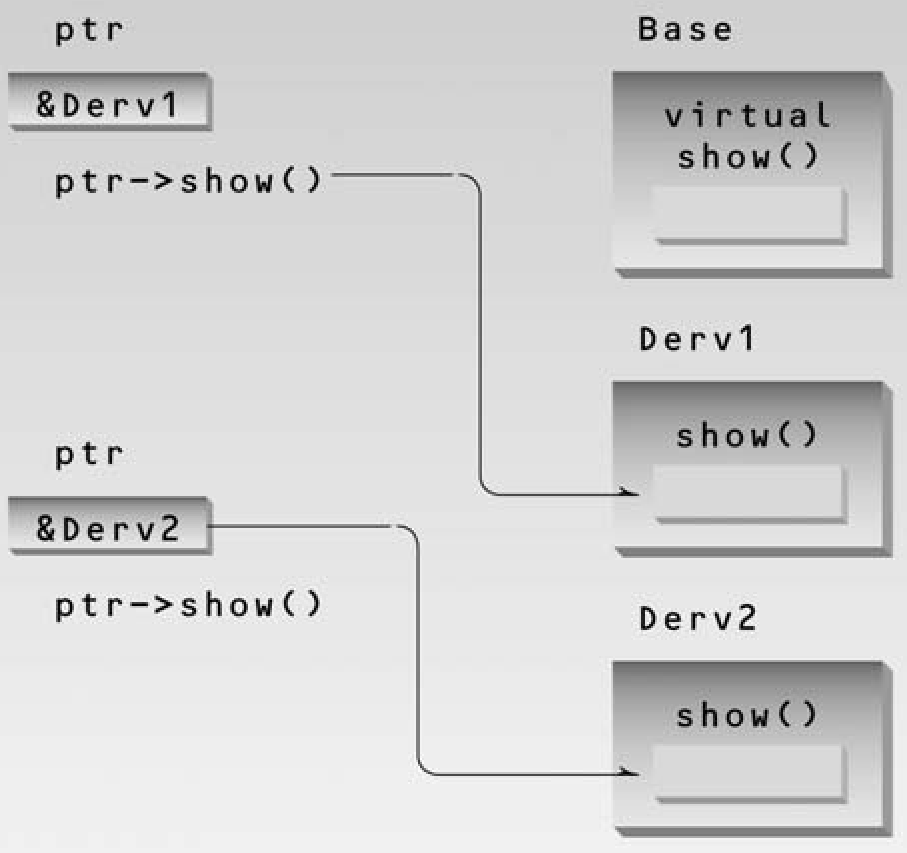 ptr
&Derv1
ptr->show()
ptr
&Derv2
ptr->show()
Base
virtual
show()
Derv1
show()
Derv2
show()